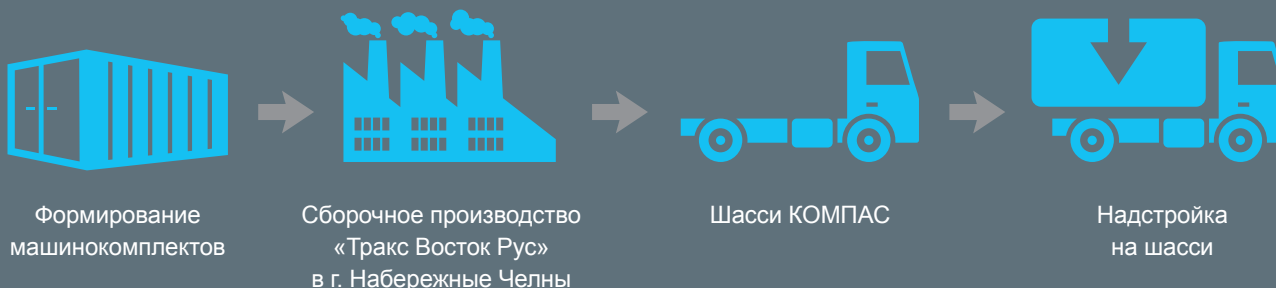 Формирование
машинокомплектов
Сборочное производство
«Тракс Восток Рус»
в г. Набережные Челны
Шасси КОМПАС
Надстройка
на шасси